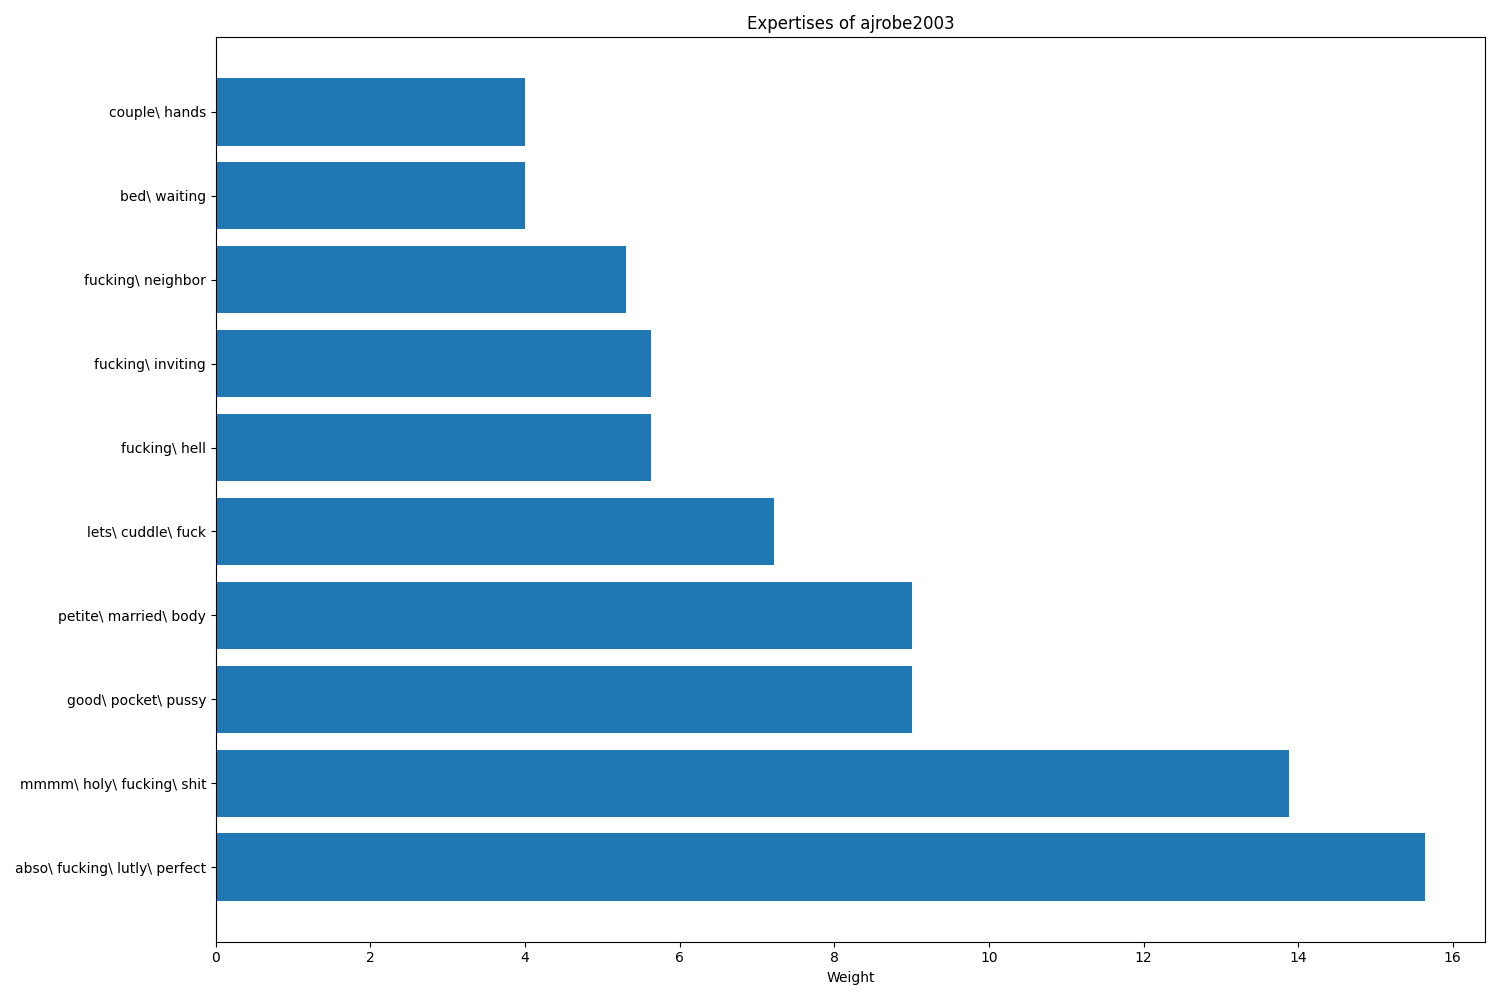 Expertises of ajrobe2003
couple\ hands
bed\ waiting
fucking\ neighbor
fucking\ inviting
fucking\ hell
lets\ cuddle\ fuck
petite\ married\ body
good\ pocket\ pussy
mmmm\ holy\ fucking\ shit
abso\ fucking\ lutly\ perfect
0 2 4 6 8 10 12 14 16
Weight